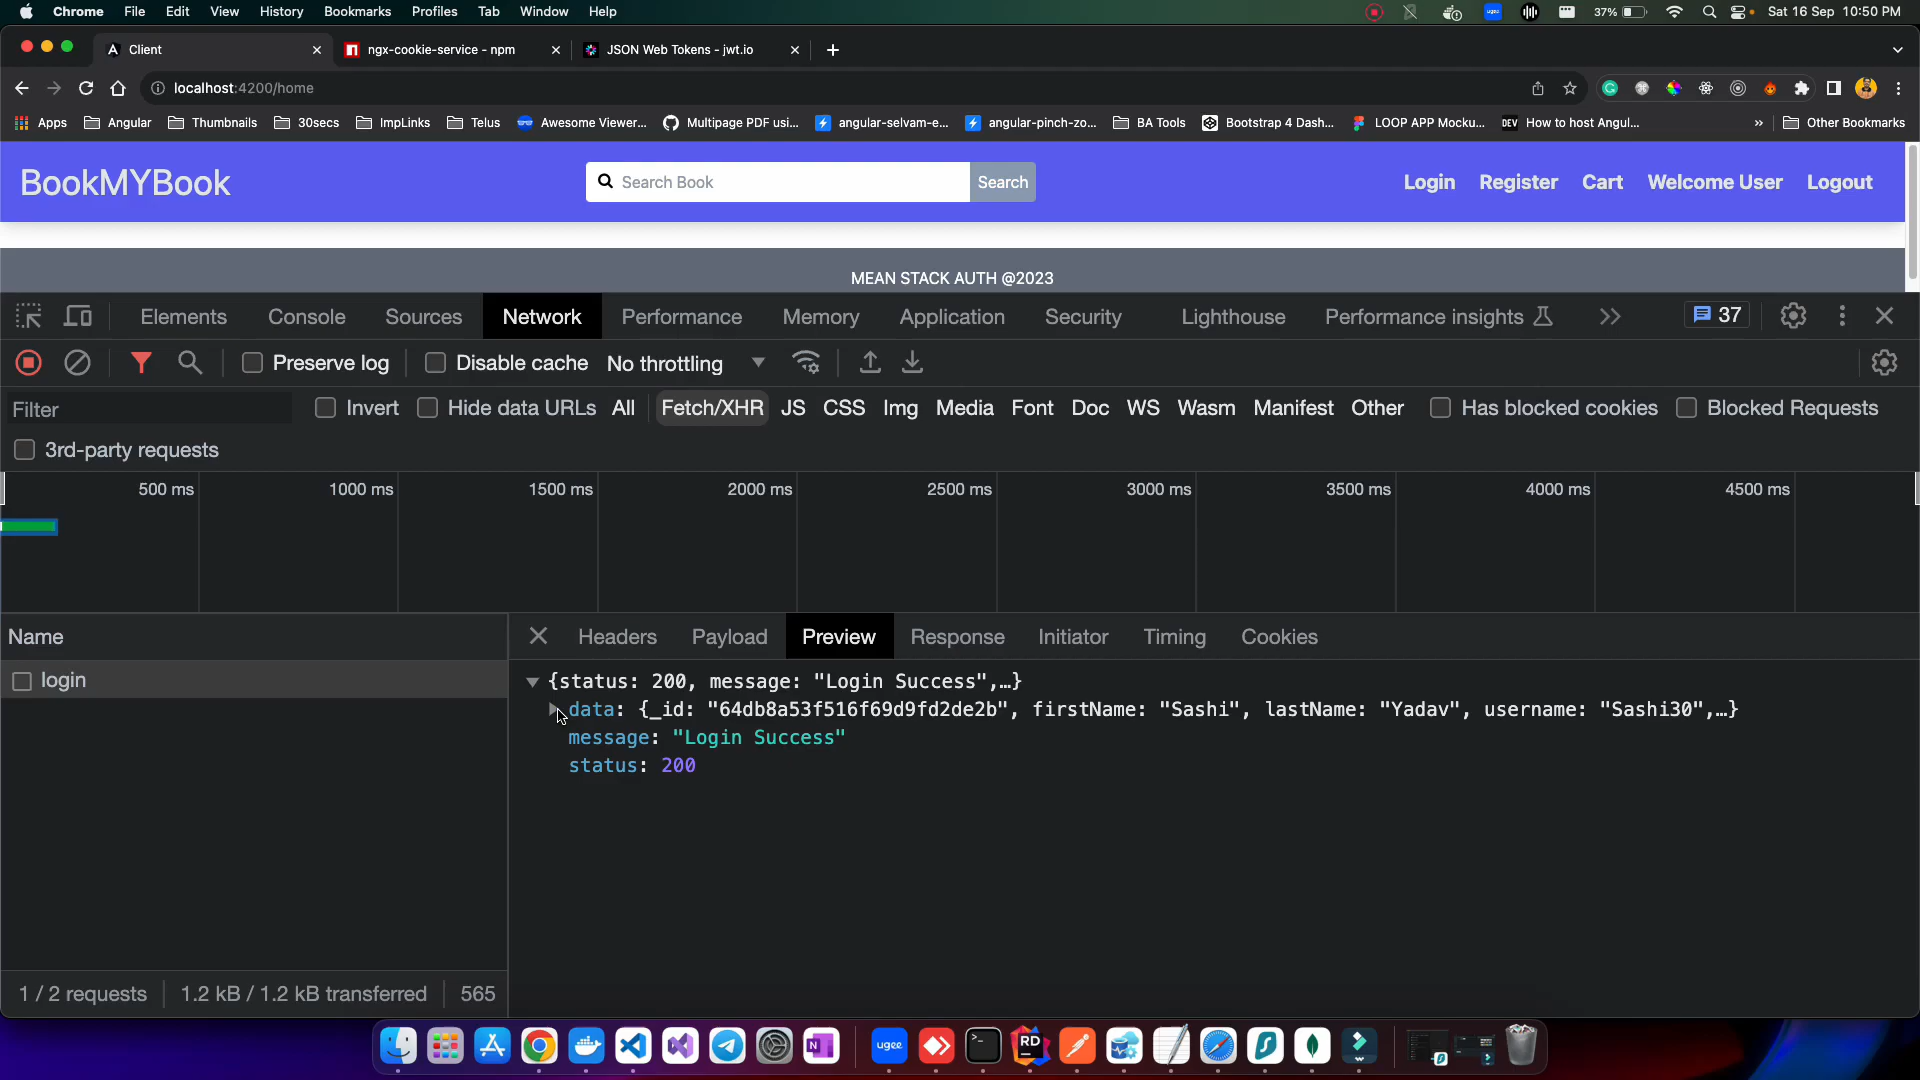 Chrome File Edit View History Bookmarks Profiles Tab Window Help ugee 37% Sat 16 Sep 10:50 PM
Client ngx-cookie-service - npm JSON Web Tokens - jwt.io
localhost:4200/home
Apps Angular Thumbnails 30secs ImpLinks Telus Awesome Viewer... Multipage PDF usi... angular-selvam-e... angular-pinch-zo... BA Tools Bootstrap 4 Dash... LOOP APP Mocku... DEV How to host Angul... » Other Bookmarks
BookMYBook Search Book Search Login Register Cart Welcome User Logout
MEAN STACK AUTH @2023
Elements Console Sources Network Performance Memory Application Security Lighthouse Performance insights 37
Preserve log Disable cache No throttling
Filter Invert Hide data URLs All Fetch/XHR JS CSS Img Media Font Doc WS Wasm Manifest Other Has blocked cookies Blocked Requests
3rd-party requests
500 ms 1000 ms 1500 ms 2000 ms 2500 ms 3000 ms 3500 ms 4000 ms 4500 ms
Name Headers Payload Preview Response Initiator Timing Cookies
login
{status: 200, message: "Login Success",…}
data: {_id: "64db8a53f516f69d9fd2de2b", firstName: "Sashi", lastName: "Yadav", username: "Sashi30",…}
message: "Login Success"
status: 200
1 / 2 requests 1.2 kB / 1.2 kB transferred 565
ugee RD